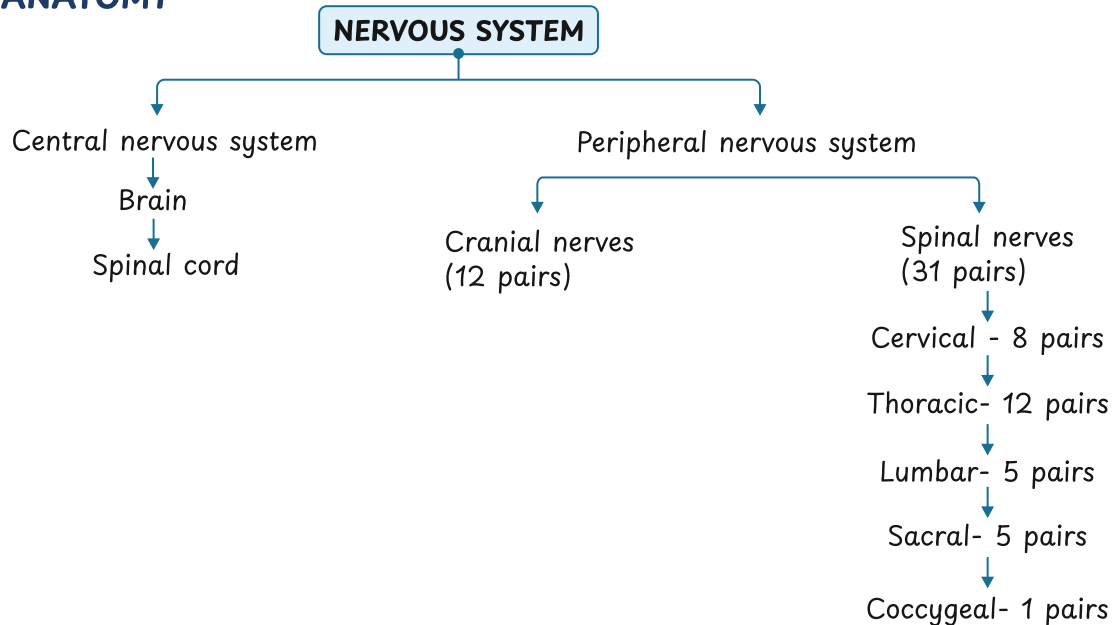 ANATOMY
NERVOUS SYSTEM
Central nervous system
Brain
Spinal cord
Peripheral nervous system
Cranial nerves
(12 pairs)
Spinal nerves
(31 pairs)
Cervical - 8 pairs
Thoracic- 12 pairs
Lumbar- 5 pairs
Sacral- 5 pairs
Coccygeal- 1 pairs